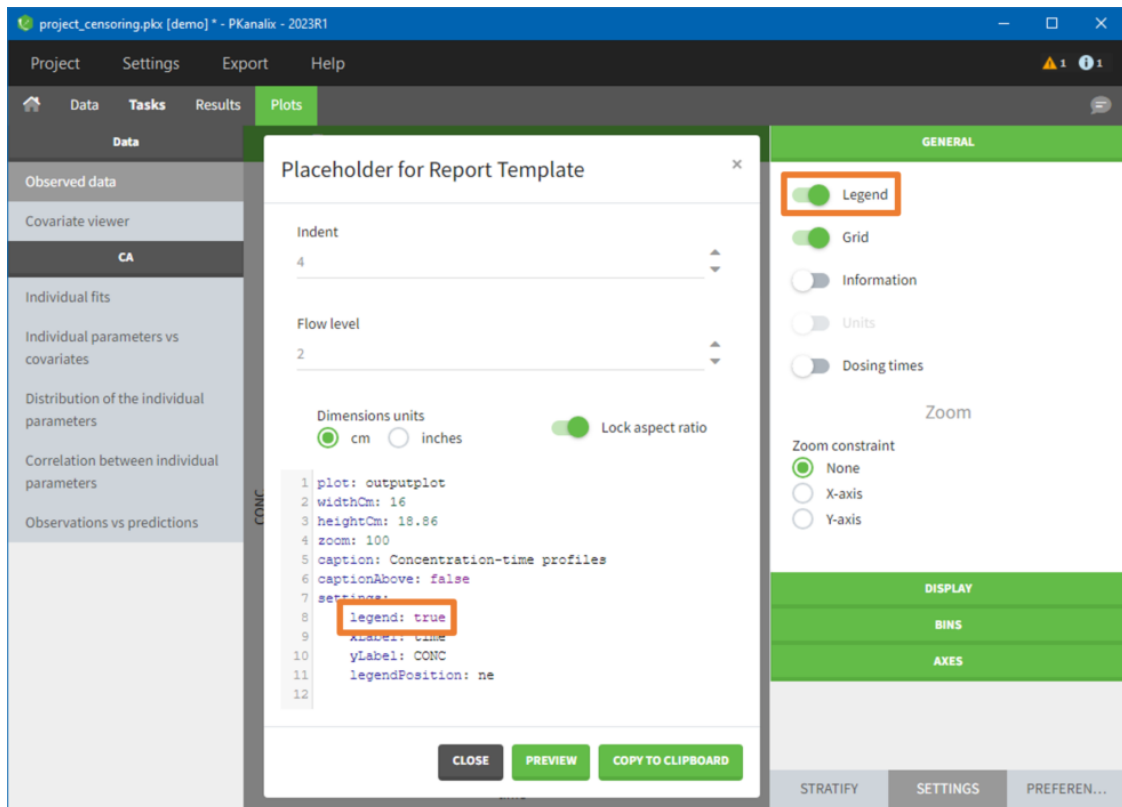 project_censoring.pkx [demo] * - PKanalix - 2023R1
Project Settings Export Help
1 1
Data Tasks Results Plots
Data
Observed data
Covariate viewer
CA
Individual fits
Individual parameters vs
covariates
Distribution of the individual
parameters
Correlation between individual
parameters
Observations vs predictions
CONC
Placeholder for Report Template
Indent
4
Flow level
2
Dimensions units
cm inches
Lock aspect ratio
1 plot: outputplot
2 widthCm: 16
3 heightCm: 18.86
4 zoom: 100
5 caption: Concentration-time profiles
6 captionAbove: false
7 settings:
8 legend: true
9 xLabel: time
10 yLabel: CONC
11 legendPosition: ne
12
CLOSE PREVIEW COPY TO CLIPBOARD
GENERAL
Legend
Grid
Information
Units
Dosing times
Zoom
Zoom constraint
None
X-axis
Y-axis
DISPLAY
BINS
AXES
STRATIFY SETTINGS PREFEREN...